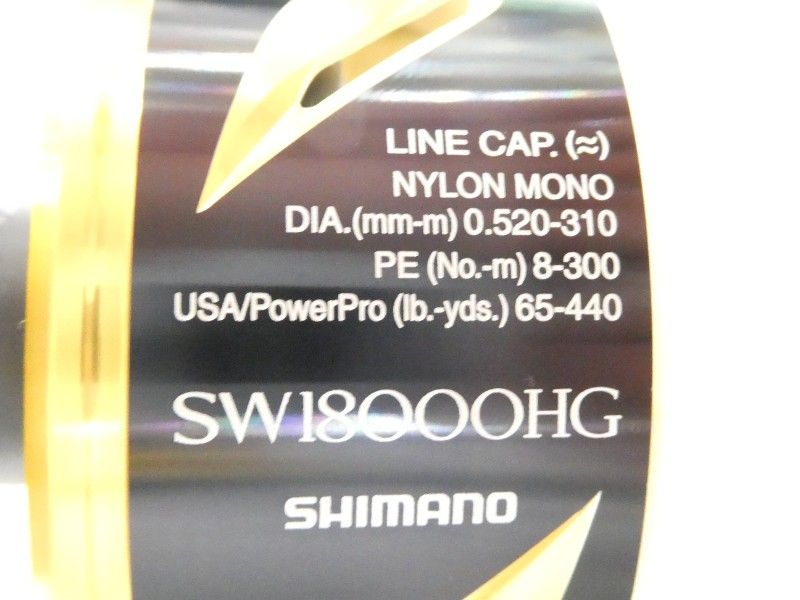 LINE CAP. (≈)
NYLON MONO
DIA.(mm-m) 0.520-310
PE (No.-m) 8-300
USA/PowerPro (lb.-yds.) 65-440
SW18000HG
SHIMANO